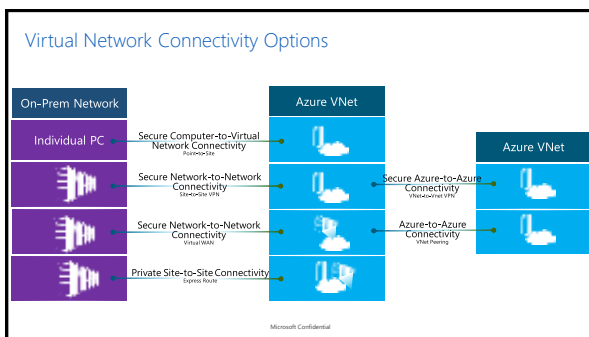 Virtual Network Connectivity Options
On-Prem Network
Azure VNet
Individual PC
Secure Computer-to-Virtual
Network Connectivity
Point-to-Site
Azure VNet
Secure Network-to-Network
Connectivity
Site-to-Site VPN
Secure Azure-to-Azure
Connectivity
VNet-to-Vnet VPN
Secure Network-to-Network
Connectivity
Virtual WAN
Azure-to-Azure
Connectivity
VNet Peering
Private Site-to-Site Connectivity
Express Route
Microsoft Confidential